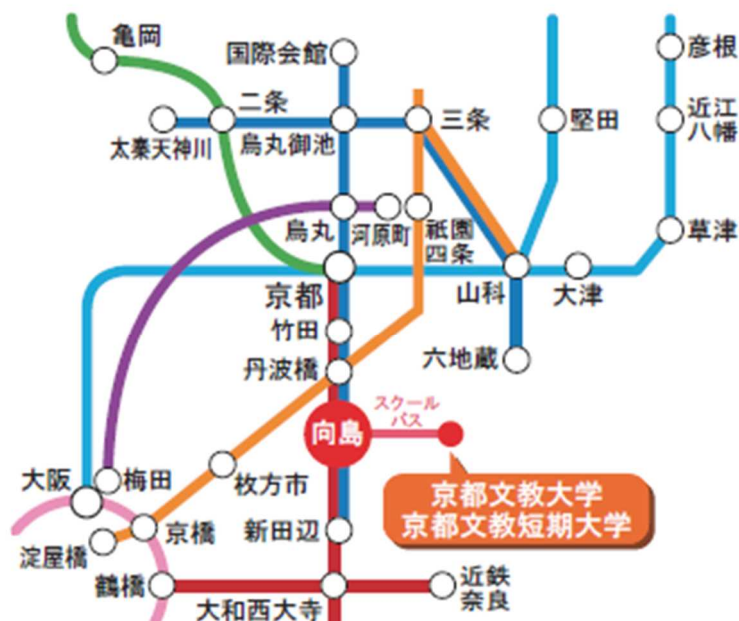 亀岡
国際会館
彦根
二条
三条
堅田
近江
八幡
太秦天神川
烏丸御池
烏丸
河原町
祇園
四条
草津
京都
山科
大津
竹田
六地蔵
丹波橋
スクール
バス
向島
大阪
梅田
枚方市
京都文教大学
京都文教短期大学
淀屋橋
京橋
新田辺
鶴橋
近鉄
奈良
大和西大寺